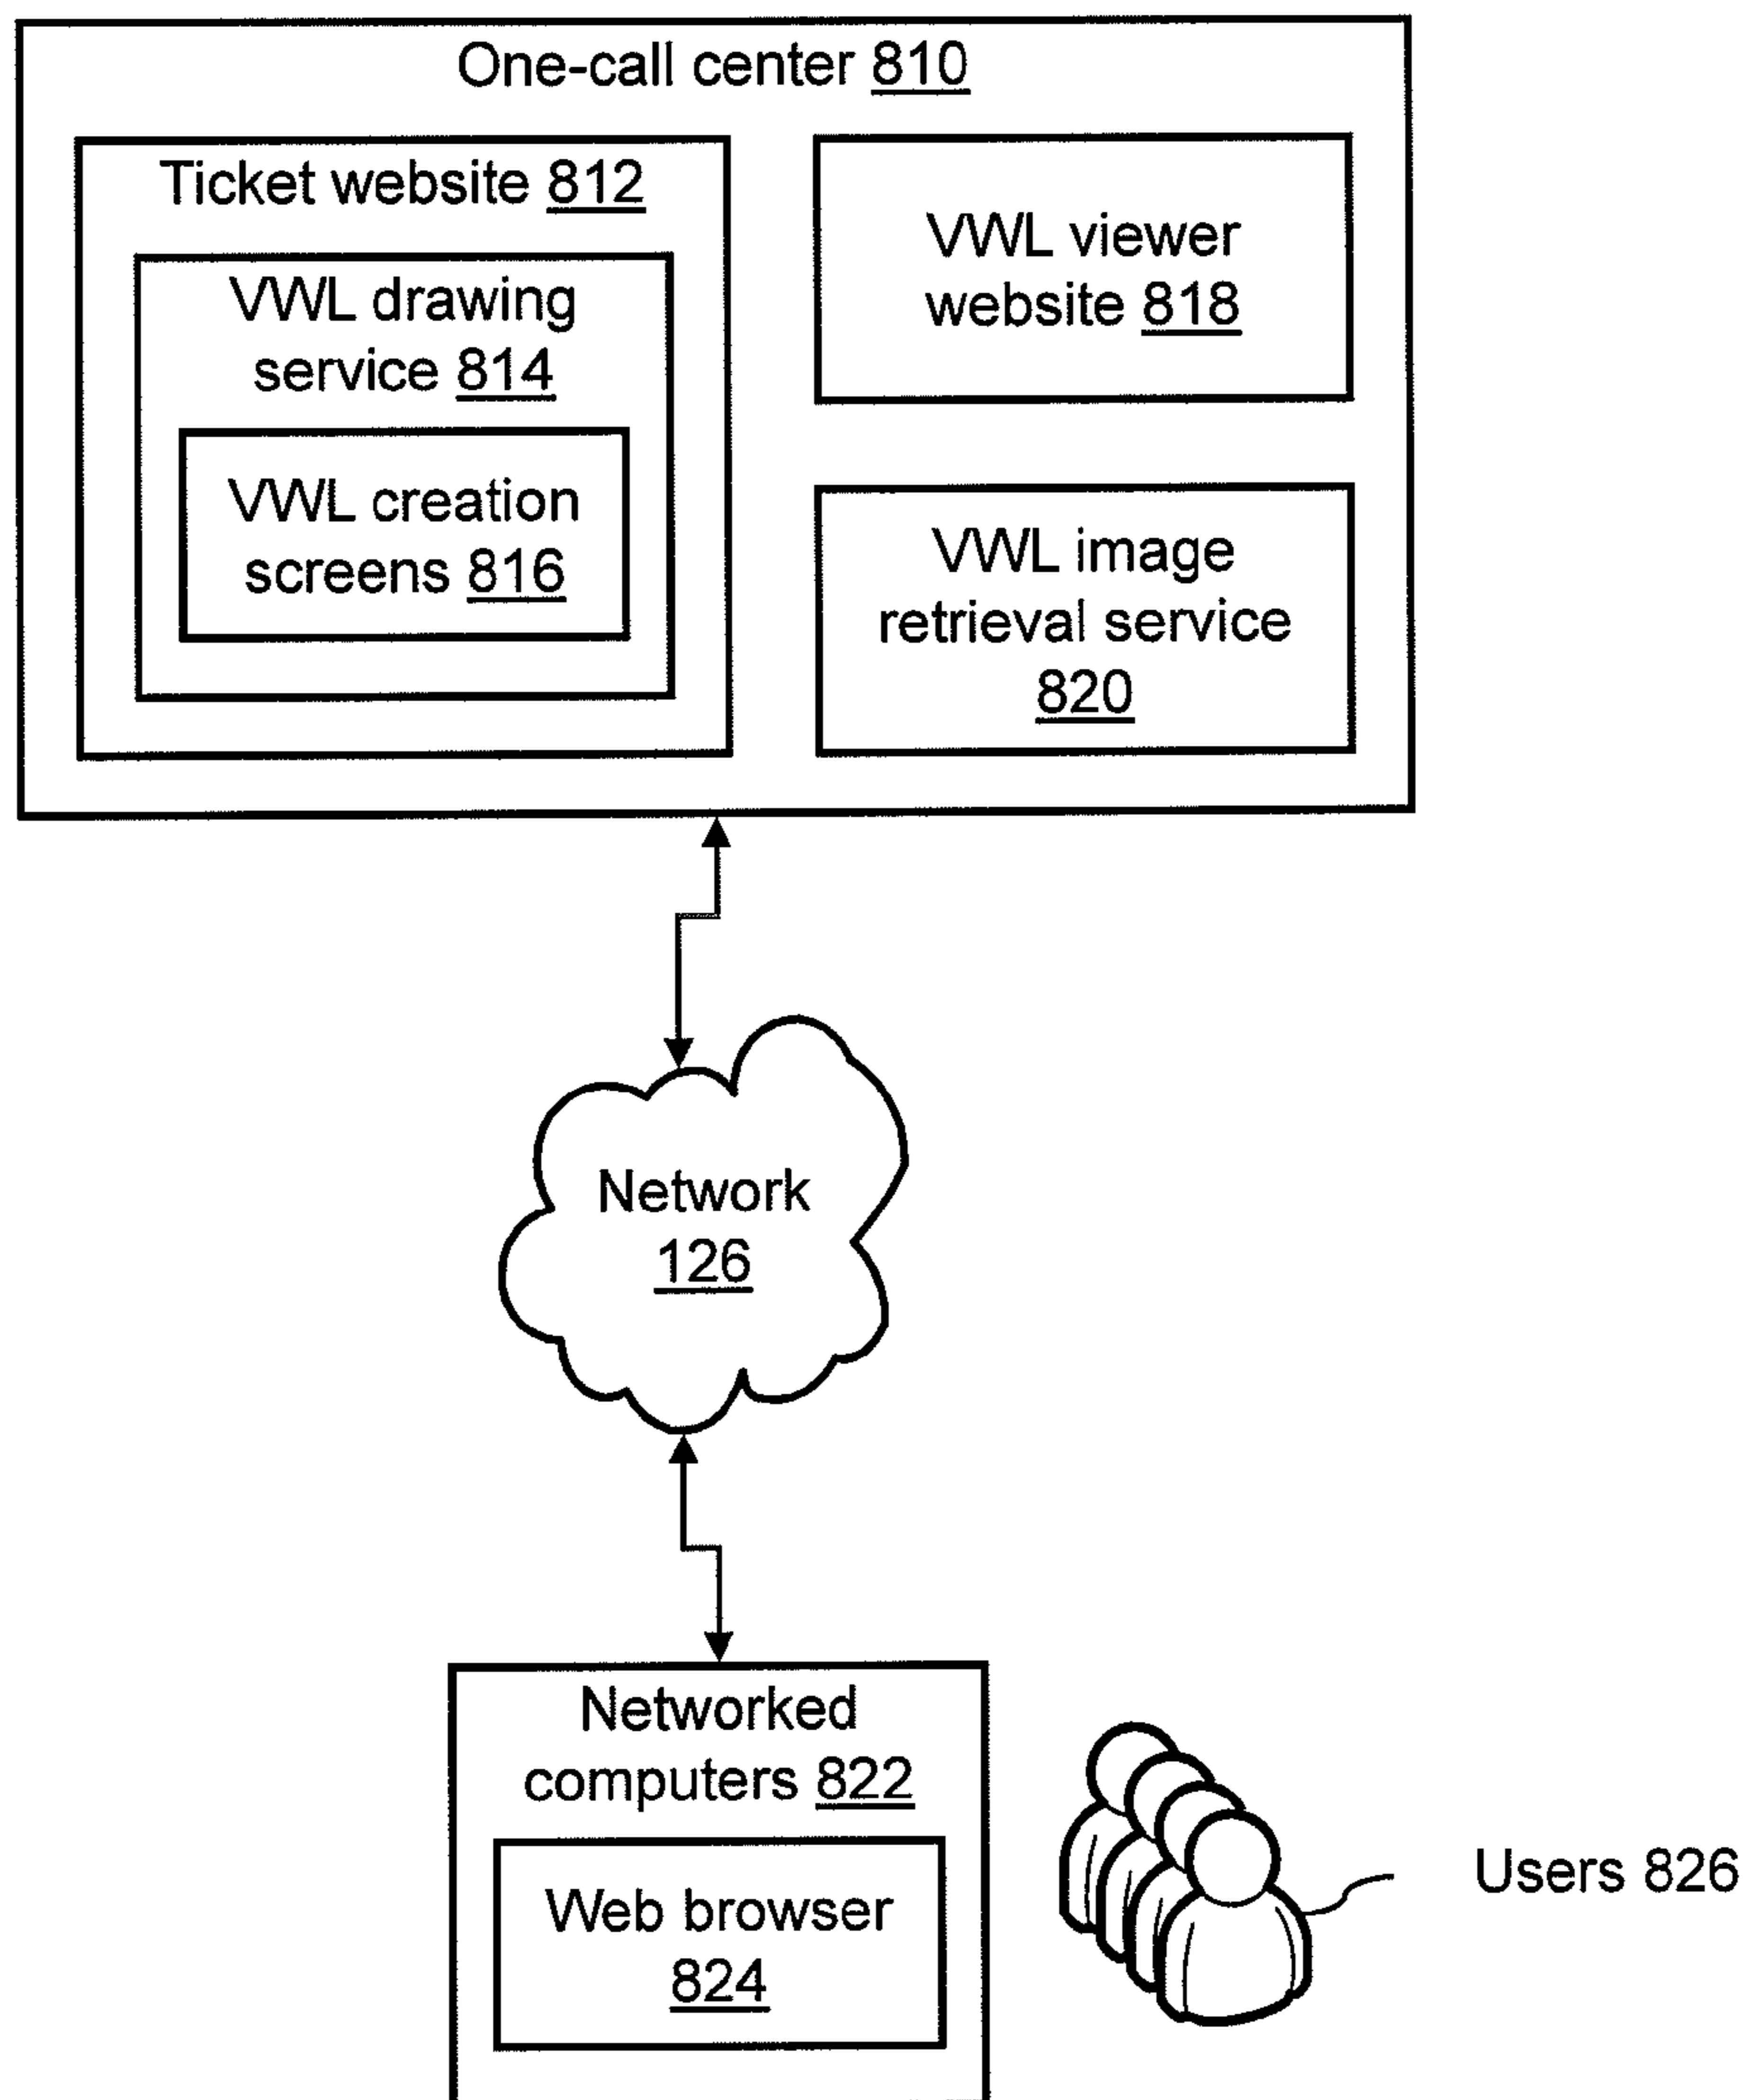 One-call center 810
Ticket website 812
VWL drawing
service 814
VWL creation
screens 816
VWL viewer
website 818
VWL image
retrieval service
820
Network
126
Networked
computers 822
Web browser
824
Users 826